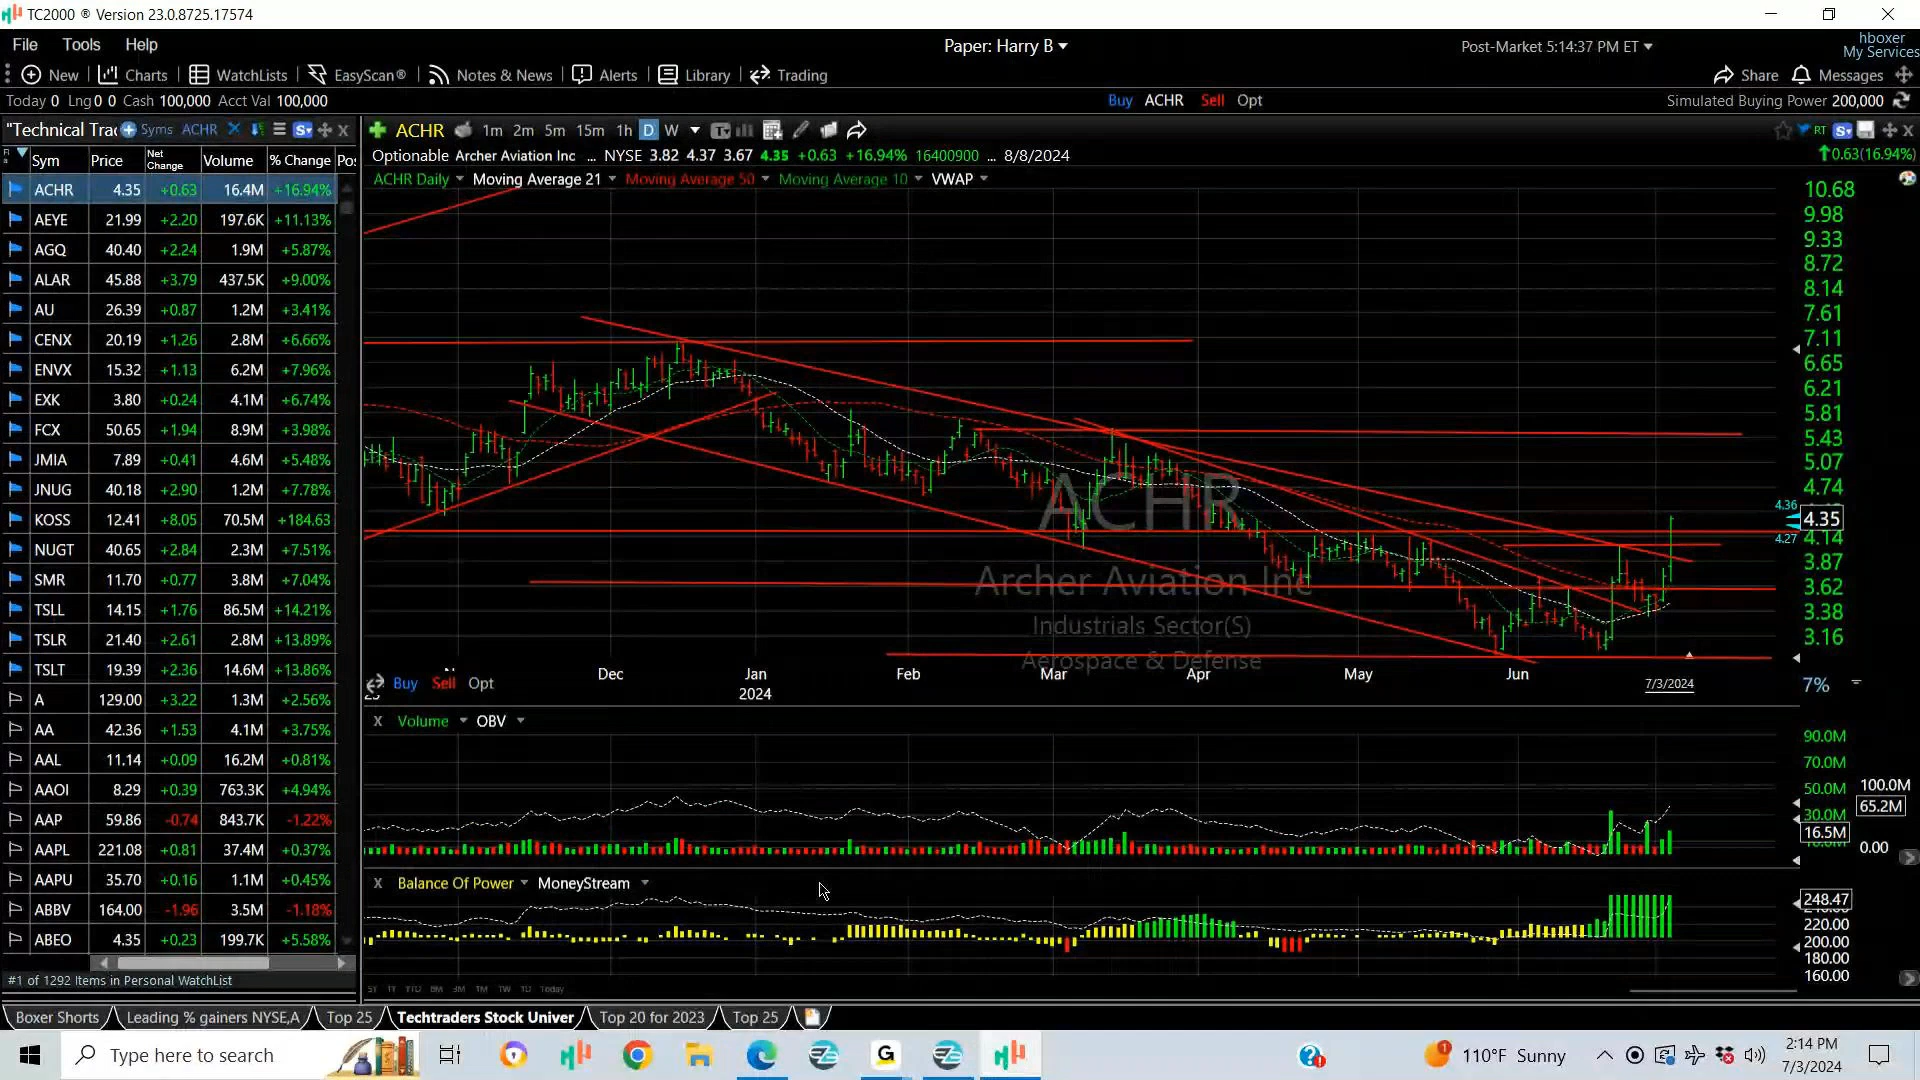 TC2000 ® Version 23.0.8725.17574
File Tools Help
Paper: Harry B
Post-Market 5:14:37 PM ET
hboxer
My Services
New Charts WatchLists EasyScan® Notes & News Alerts Library Trading
Share Messages
Today 0 Lng 0 0 Cash 100,000 Acct Val 100,000
Buy ACHR Sell Opt
Simulated Buying Power 200,000
"Technical Tra Syms ACHR
Sym Price Net Change Volume % Change Po
ACHR 4.35 +0.63 16.4M +16.94%
AEYE 21.99 +2.20 197.6K +11.13%
AGQ 40.40 +2.24 1.9M +5.87%
ALAR 45.88 +3.79 437.5K +9.00%
AU 26.39 +0.87 1.2M +3.41%
CENX 20.19 +1.26 2.8M +6.66%
ENVX 15.32 +1.13 6.2M +7.96%
EXK 3.80 +0.24 4.1M +6.74%
FCX 50.65 +1.94 8.9M +3.98%
JMIA 7.89 +0.41 4.6M +5.48%
JNUG 40.18 +2.90 1.2M +7.78%
KOSS 12.41 +8.05 70.5M +184.63
NUGT 40.65 +2.84 2.3M +7.51%
SMR 11.70 +0.77 3.8M +7.04%
TSLL 14.15 +1.76 86.5M +14.21%
TSLR 21.40 +2.61 2.8M +13.89%
TSLT 19.39 +2.36 14.6M +13.86%
A 129.00 +3.22 1.3M +2.56%
AA 42.36 +1.53 4.1M +3.75%
AAL 11.14 +0.09 16.2M +0.81%
AAOI 8.29 +0.39 763.3K +4.94%
AAP 59.86 -0.74 843.7K -1.22%
AAPL 221.08 +0.81 37.4M +0.37%
AAPU 35.70 +0.16 1.1M +0.45%
ABBV 164.00 -1.96 3.5M -1.18%
ABEO 4.35 +0.23 199.7K +5.58%
#1 of 1292 Items in Personal WatchList
ACHR 1m 2m 5m 15m 1h D W
RT
Optionable Archer Aviation Inc ... NYSE 3.82 4.37 3.67 4.35 +0.63 +16.94% 16400900 ... 8/8/2024
0.63(16.94%)
ACHR Daily Moving Average 21 Moving Average 50 Moving Average 10 VWAP
10.68
9.98
9.33
8.72
8.14
7.61
7.11
6.65
6.21
5.81
5.43
5.07
4.74
4.36
4.35
4.27
4.14
3.87
3.62
3.38
3.16
7%
ACHR
Archer Aviation Inc
Industrials Sector(S)
Aerospace & Defense
Dec Jan Feb Mar Apr May Jun
2024
7/3/2024
Buy Sell Opt
X Volume OBV
90.0M
70.0M
50.0M
30.0M
16.5M
100.0M
65.2M
0.00
X Balance Of Power MoneyStream
248.47
220.00
200.00
180.00
160.00
5Y 1Y YTD 6M 3M 1M 1W 1D Today
Boxer Shorts Leading % gainers NYSE,A Top 25 Techtraders Stock Univer Top 20 for 2023 Top 25
Type here to search
110°F Sunny
2:14 PM
7/3/2024